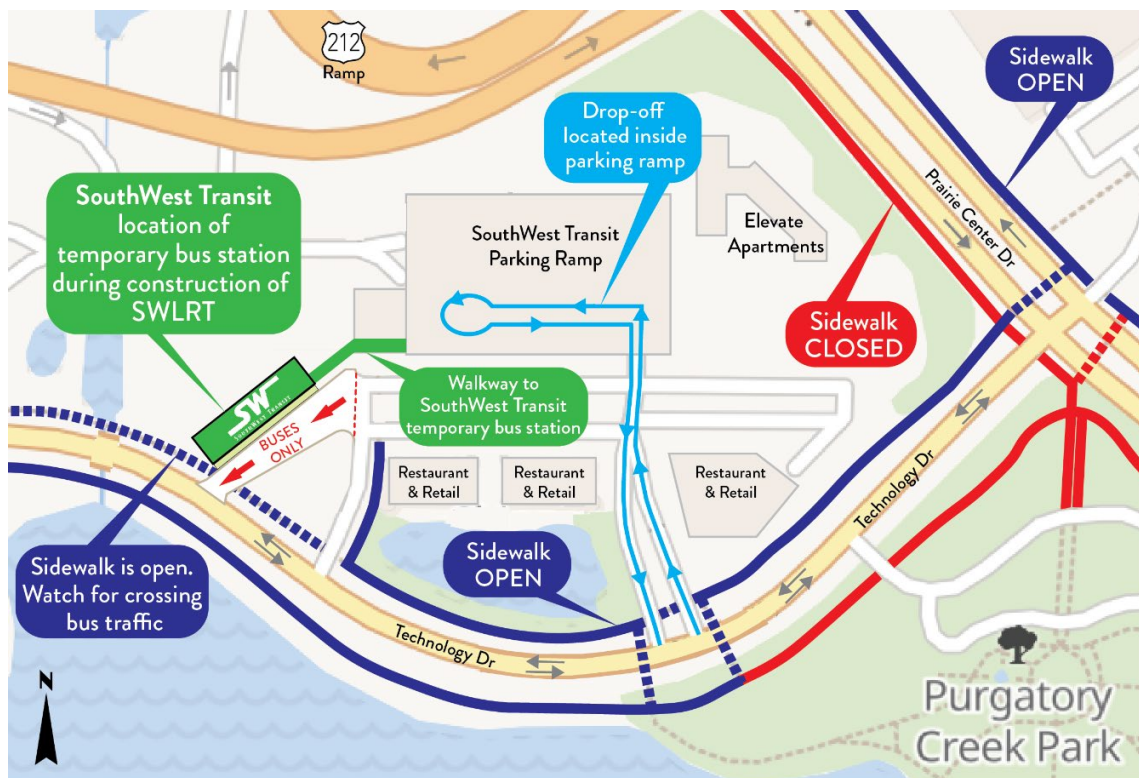 212
Ramp
Sidewalk
OPEN
Drop-off
located inside
parking ramp
SouthWest Transit
location of
temporary bus station
during construction of
SWLRT
Prairie Center Dr
Elevate
Apartments
SouthWest Transit
Parking Ramp
Sidewalk
CLOSED
SW
SOUTHWEST TRANSIT
BUSES
ONLY
Walkway to
SouthWest Transit
temporary bus station
Restaurant
& Retail
Restaurant
& Retail
Restaurant
& Retail
Technology Dr
Sidewalk
OPEN
Sidewalk is open.
Watch for crossing
bus traffic
Technology Dr
N
Purgatory
Creek Park